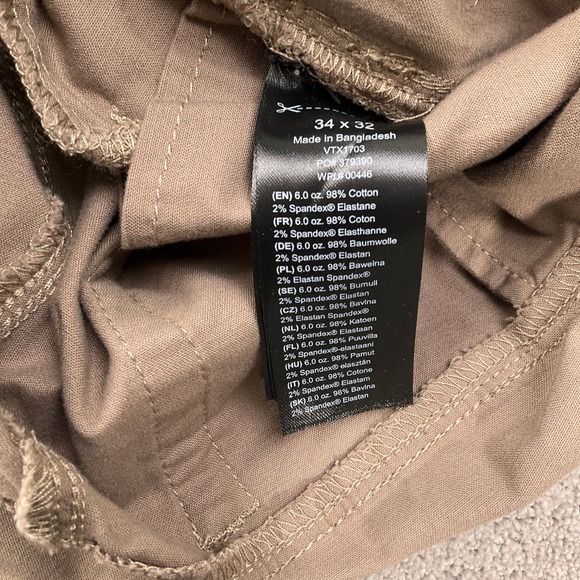 34 x 32
Made in Bangladesh
VTX1703
PO# 379390
WPL# 00446
(EN) 6.0 oz. 98% Cotton
2% Spandex® Elastane
(FR) 6.0 oz. 98% Coton
2% Spandex® Elasthanne
(DE) 6.0 oz. 98% Baumwolle
2% Spandex® Elastan
(PL) 6.0 oz. 98% Bawelna
2% Elastan Spandex®
(SE) 6.0 oz. 98% Bumull
2% Spandex® Elastan
(CZ) 6.0 oz. 98% Bavlna
2% Elastan Spandex®
(NL) 6.0 oz. 98% Katoen
2% Spandex® Elastaan
(FL) 6.0 oz. 98% Puuvilla
2% Spandex®-elastaani
(HU) 6.0 oz. 98% Pamut
2% Spandex® elasztán
(IT) 6.0 oz. 98% Cotone
2% Spandex® Elastam
(SK) 6.0 oz. 98% Bavlna
2% Spandex® Elastan